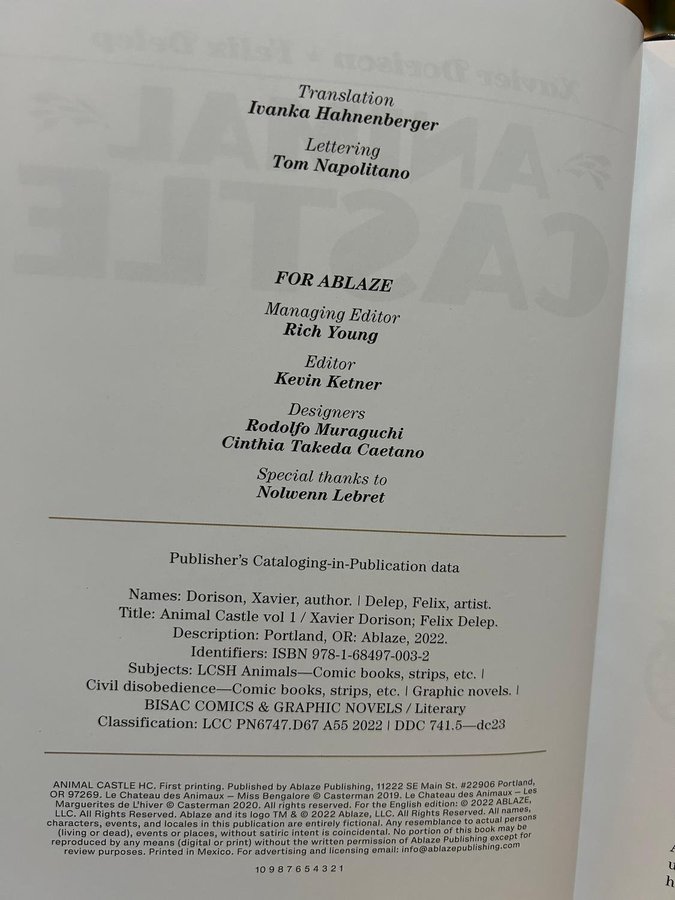 Xavier Dorison + Felix Delep
ANIMAL
CASTLE
Translation
Ivanka Hahnenberger
Lettering
Tom Napolitano
FOR ABLAZE
Managing Editor
Rich Young
Editor
Kevin Ketner
Designers
Rodolfo Muraguchi
Cinthia Takeda Caetano
Special thanks to
Nolwenn Lebret
Publisher's Cataloging-in-Publication data
Names: Dorison, Xavier, author. | Delep, Felix, artist.
Title: Animal Castle vol 1 / Xavier Dorison; Felix Delep.
Description: Portland, OR: Ablaze, 2022.
Identifiers: ISBN 978-1-68497-003-2
Subjects: LCSH Animals—Comic books, strips, etc. |
Civil disobedience—Comic books, strips, etc. | Graphic novels. |
BISAC COMICS & GRAPHIC NOVELS / Literary
Classification: LCC PN6747.D67 A55 2022 | DDC 741.5—dc23
ANIMAL CASTLE HC. First printing. Published by Ablaze Publishing, 11222 SE Main St. #22906 Portland,
OR 97269. Le Chateau des Animaux – Miss Bengalore © Casterman 2019. Le Chateau des Animaux – Les
Marguerites de L'hiver © Casterman 2020. All rights reserved. For the English edition: © 2022 ABLAZE,
LLC. All Rights Reserved. Ablaze and its logo TM & © 2022 Ablaze, LLC. All Rights Reserved. All names,
characters, events, and locales in this publication are entirely fictional. Any resemblance to actual persons
(living or dead), events or places, without satiric intent is coincidental. No portion of this book may be
reproduced by any means (digital or print) without the written permission of Ablaze Publishing except for
review purposes. Printed in Mexico. For advertising and licensing email: info@ablazepublishing.com
10 9 8 7 6 5 4 3 2 1